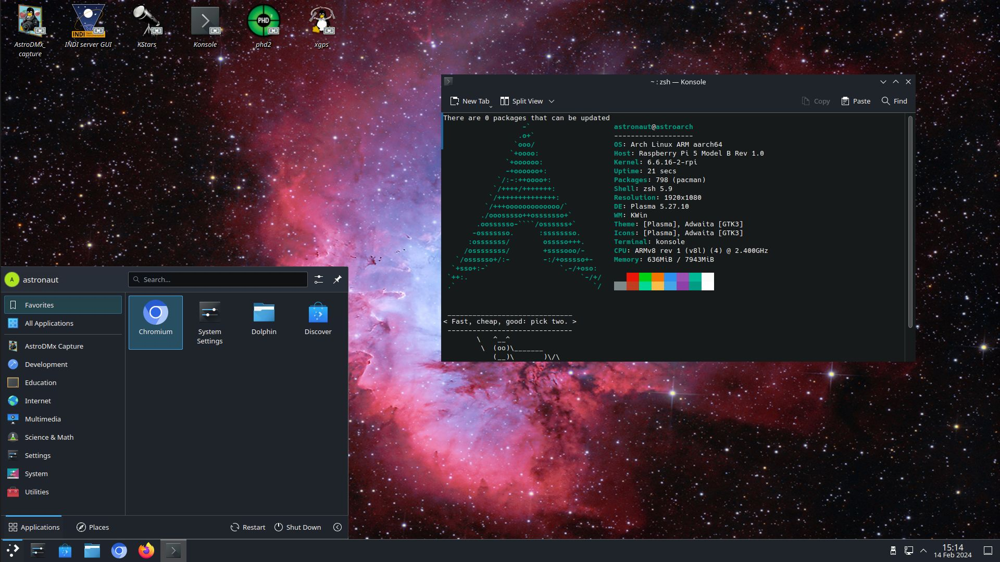 AstroDMx_
capture
INDI server GUI
KStars
Konsole
phd2
xgps
PHD 2
INDI
~ : zsh — Konsole
New Tab
Split View
Copy
Paste
Find
There are 0 packages that can be updated
                   -`                    astronaut@astroarch
                  .o+`                   -------------------
                 `ooo/                   OS: Arch Linux ARM aarch64
                `+oooo:                  Host: Raspberry Pi 5 Model B Rev 1.0
               `+oooooo:                 Kernel: 6.6.16-2-rpi
               -+oooooo+:                Uptime: 21 secs
             `/:-:++oooo+:               Packages: 798 (pacman)
            `/++++/+++++++:              Shell: zsh 5.9
           `/++++++++++++++:             Resolution: 1920x1080
          `/+++ooooooooooooo/`           DE: Plasma 5.27.10
         ./ooosssso++osssssso+`          WM: KWin
        .oossssso-````/ossssss+`         Theme: [Plasma], Adwaita [GTK3]
       -osssssso.      :ssssssso.        Icons: [Plasma], Adwaita [GTK3]
      :osssssss/        osssso+++.       Terminal: konsole
     /ossssssss/        +ssssooo/-       CPU: ARMv8 rev 1 (v8l) (4) @ 2.400GHz
   `/ossssso+/:-        -:/+osssso+-     Memory: 636MiB / 7943MiB
  `+sso+:-`                 `.-/+oso:
 `++:.                           `-/+/
 .`                                 `/
 ______________________________
< Fast, cheap, good: pick two. >
 ------------------------------
        \   ^__^
         \  (oo)\_______
            (__)\       )\/\
A
astronaut
Search...
Favorites
All Applications
AstroDMx Capture
Development
Education
Internet
Multimedia
Science & Math
Settings
System
Utilities
Chromium
System
Settings
Dolphin
Discover
Applications
Places
Restart
Shut Down
15:14
14 Feb 2024